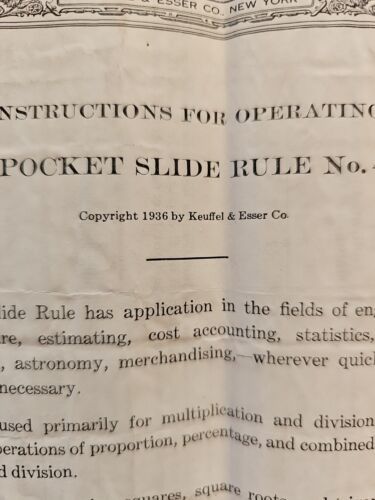 & ESSER CO. NEW YORK
NSTRUCTIONS FOR OPERATING
POCKET SLIDE RULE No.
Copyright 1936 by Keuffel & Esser Co.
lide Rule has application in the fields of en
re, estimating, cost accounting, statistics,
, astronomy, merchandising, wherever quic
necessary.
used primarily for multiplication and division
perations of proportion, percentage, and combined
d division.
squares, square roots